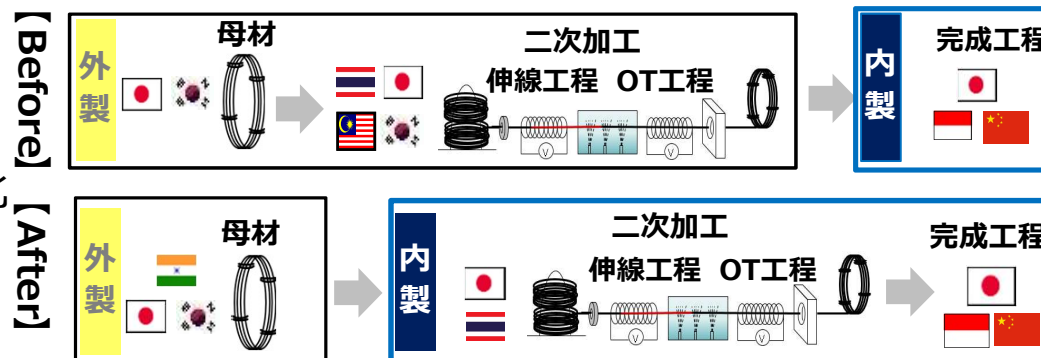 【Before】
外製
母材
二次加工
伸線工程 OT工程
V
V
内製
完成工程
【After】
外製
母材
内製
二次加工
伸線工程 OT工程
V
V
完成工程